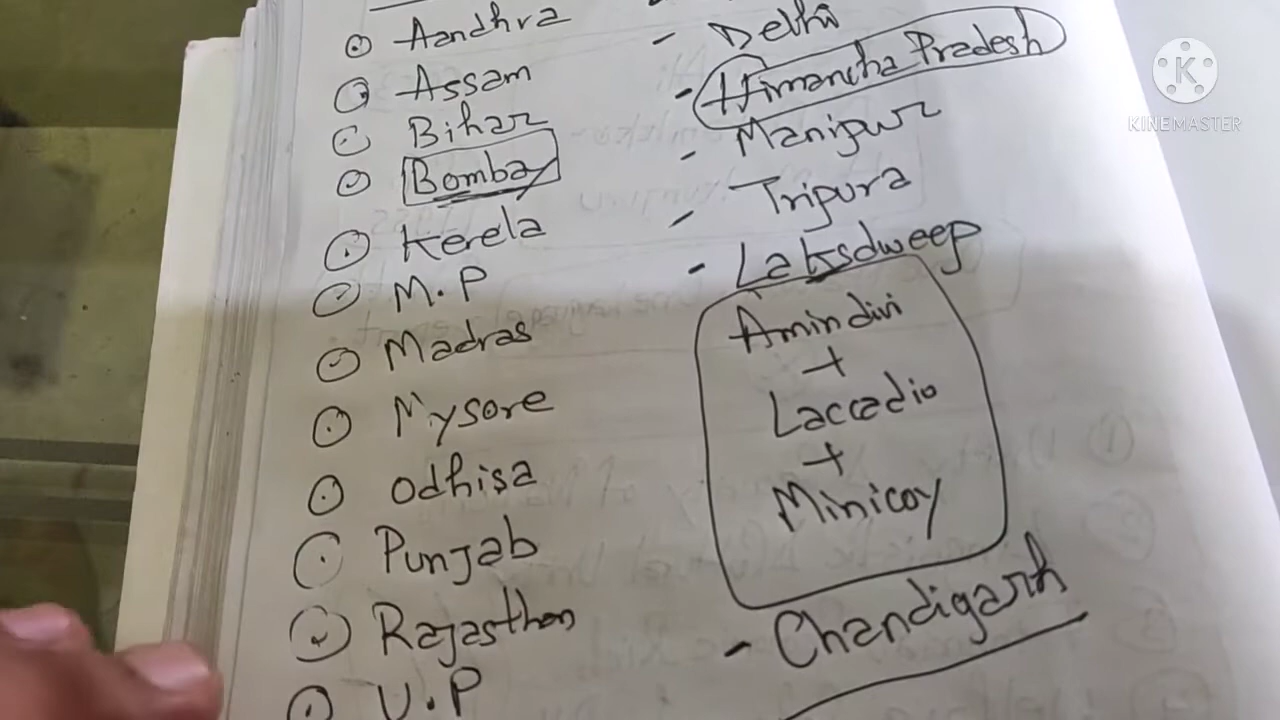 Aandhra
Assam
Bihar
Bombay
Kerela
M.P
Madras
Mysore
Odhisa
Punjab
Rajasthan
U.P
- Delhi
- Himancha Pradesh
- Manipur
- Tripura
- Laksdweep
Amindivi
+
Laccadio
+
Minicoy
- Chandigarh
KINEMASTER